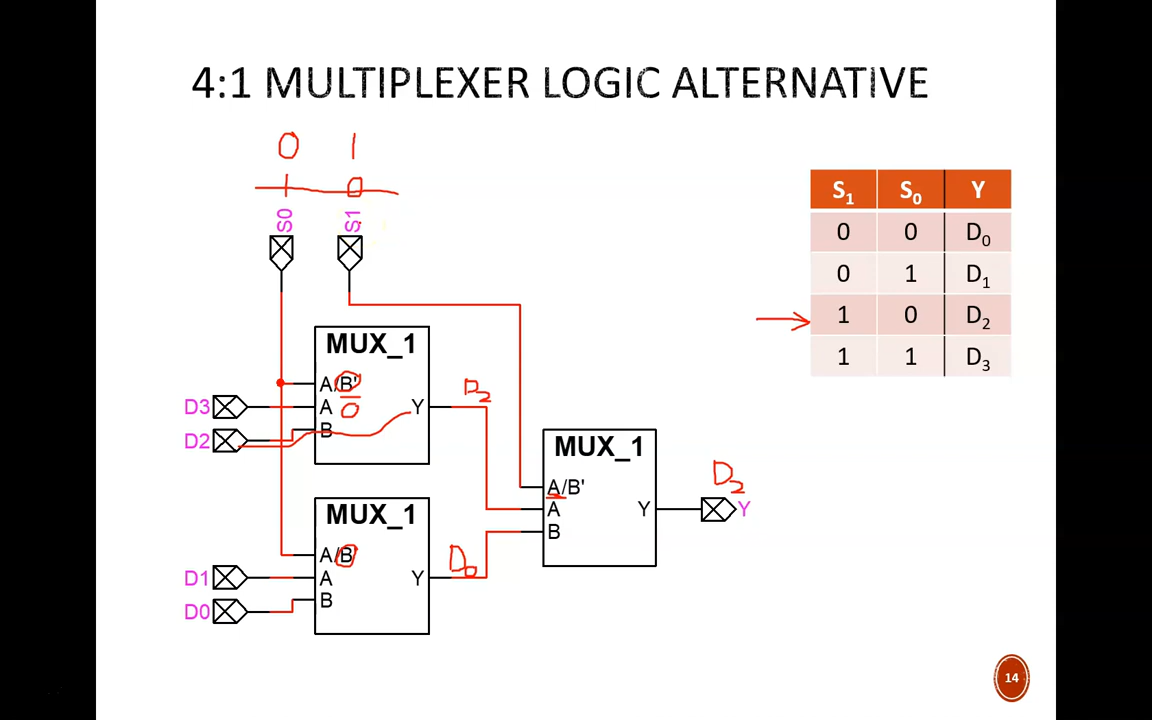 4:1 MULTIPLEXER LOGIC ALTERNATIVE
0 1
1 0
S0 S1
S1 S0 Y
0 0 D0
0 1 D1
1 0 D2
1 1 D3
MUX_1
A/B'
0
D3 A Y D2
D2 B
MUX_1
A/B'
A Y D2 Y
B
MUX_1
A/B'
D1 A Y D0
D0 B
14